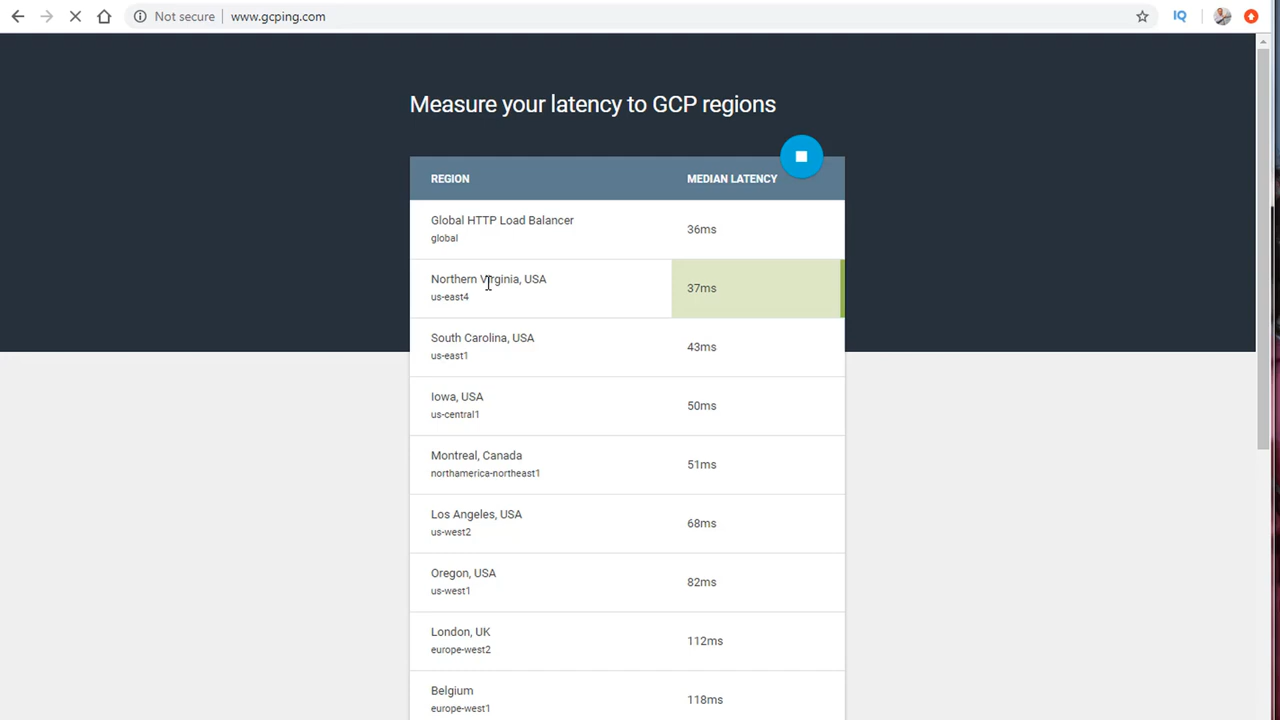 Not secure www.gcping.com
IQ
Measure your latency to GCP regions
REGION MEDIAN LATENCY
Global HTTP Load Balancer
global
36ms
Northern Virginia, USA
us-east4
37ms
South Carolina, USA
us-east1
43ms
Iowa, USA
us-central1
50ms
Montreal, Canada
northamerica-northeast1
51ms
Los Angeles, USA
us-west2
68ms
Oregon, USA
us-west1
82ms
London, UK
europe-west2
112ms
Belgium
europe-west1
118ms